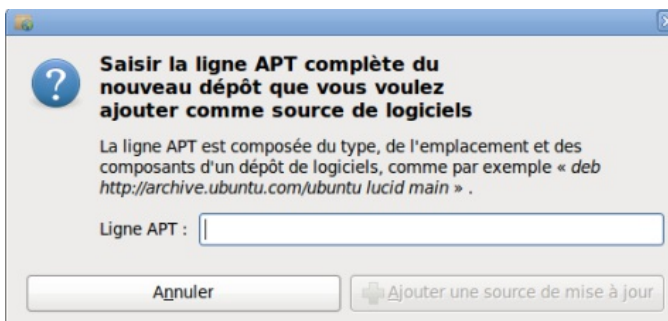 Saisir la ligne APT complète du
nouveau dépôt que vous voulez
ajouter comme source de logiciels
La ligne APT est composée du type, de l'emplacement et des
composants d'un dépôt de logiciels, comme par exemple « deb
http://archive.ubuntu.com/ubuntu lucid main » .
Ligne APT :
Annuler
Ajouter une source de mise à jour